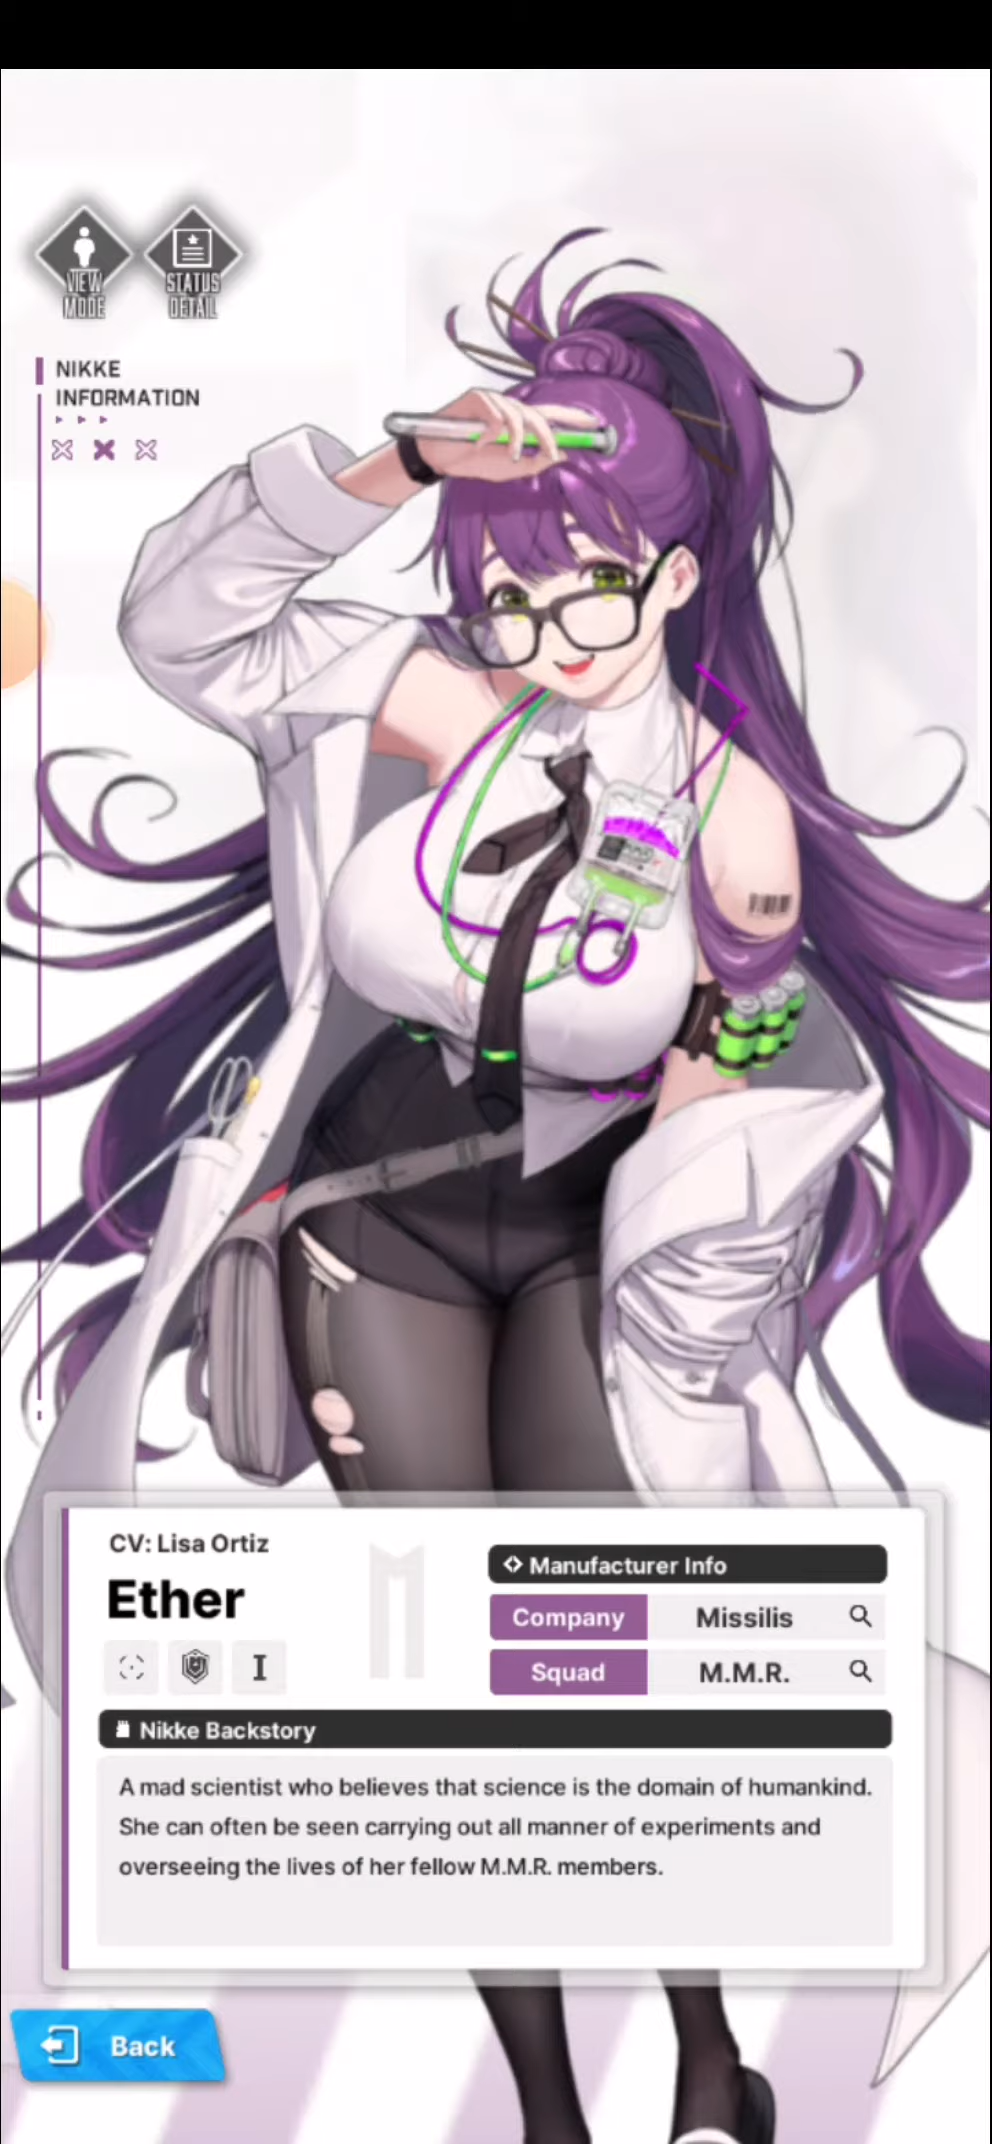 VIEW
MODE
STATUS
DETAIL
NIKKE
INFORMATION
CV: Lisa Ortiz
Ether
I
Manufacturer Info
Company Missilis
Squad M.M.R.
Nikke Backstory
A mad scientist who believes that science is the domain of humankind.
She can often be seen carrying out all manner of experiments and
overseeing the lives of her fellow M.M.R. members.
Back